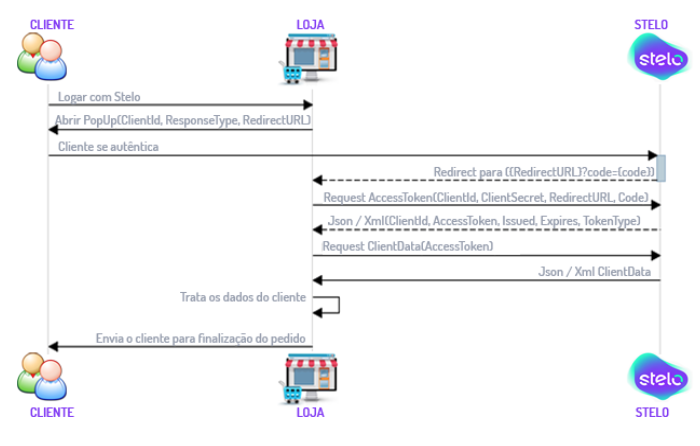 CLIENTE LOJA STELO
stelo
Logar com Stelo
Abrir PopUp(ClientId, ResponseType, RedirectURL)
Cliente se autêntica
Redirect para ((RedirectURL)?code={code})
Request AccessToken(ClientId, ClientSecret, RedirectURL, Code)
Json / Xml(ClientId, AccessToken, Issued, Expires, TokenType)
Request ClientData(AccessToken)
Json / Xml ClientData
Trata os dados do cliente
Envia o cliente para finalização do pedido
stelo
CLIENTE LOJA STELO